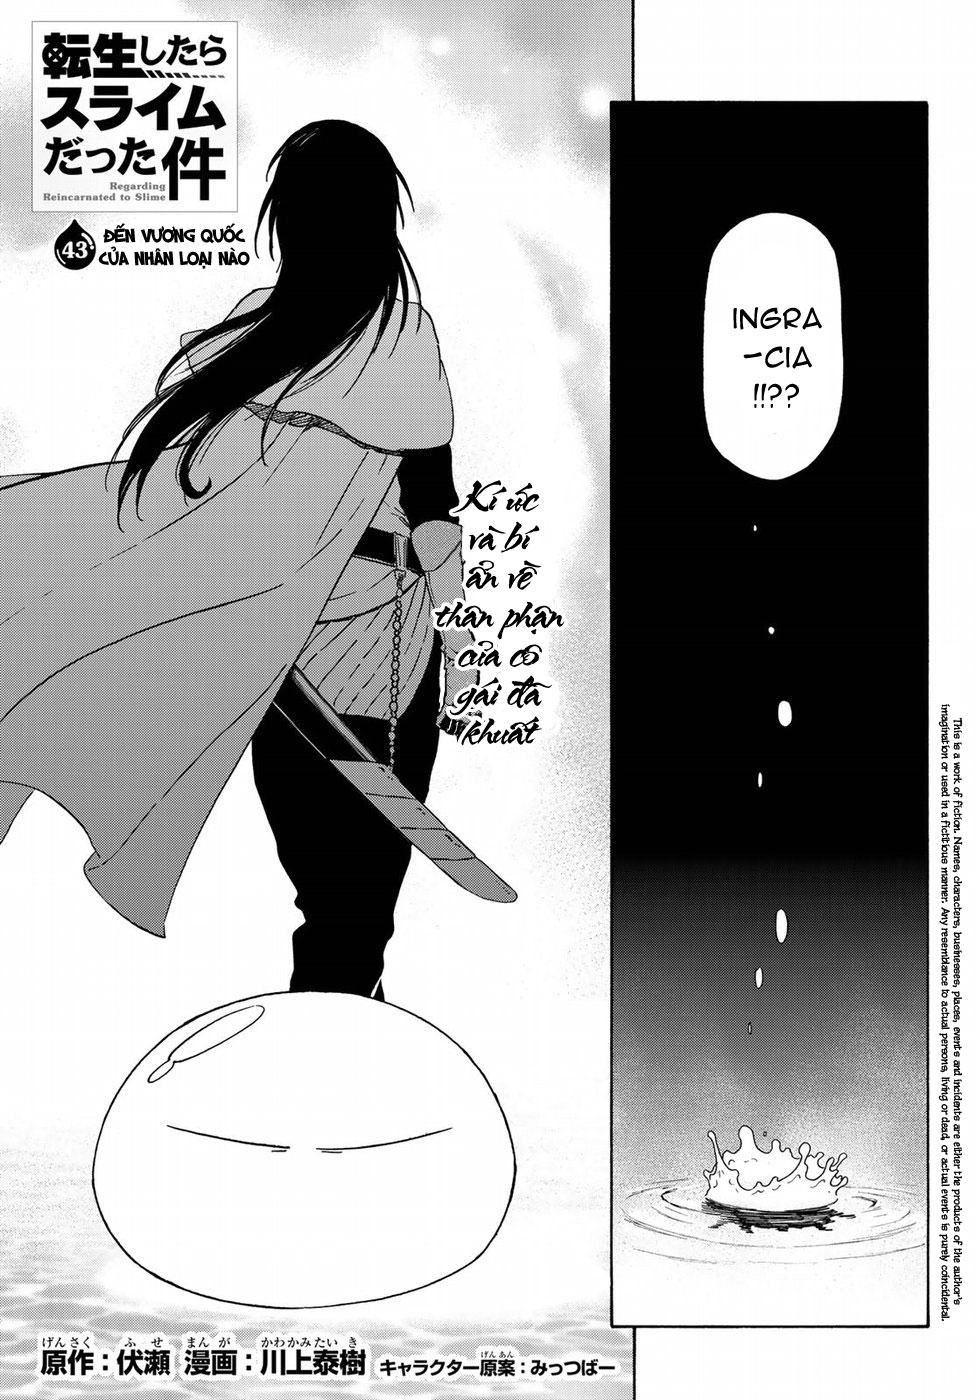 転生したら
スライム
だった件
Regarding
Reincarnated to Slime
43
ĐẾN VƯƠNG QUỐC
CỦA NHÂN LOẠI NÀO
INGRA
-CIA
!!??
Kí ức
và bí
ẩn về
thân phận
của cô
gái đã
khuất
This is a work of fiction. Names, characters, businesses, places, events and incidents are either the products of the author's
imagination or used in a fictitious manner. Any resemblance to actual persons, living or dead, or actual events is purely coincidental.
げんさく ふせ まんが かわかみたいき げんあん
原作：伏瀬 漫画：川上泰樹 キャラクター原案：みっつばー